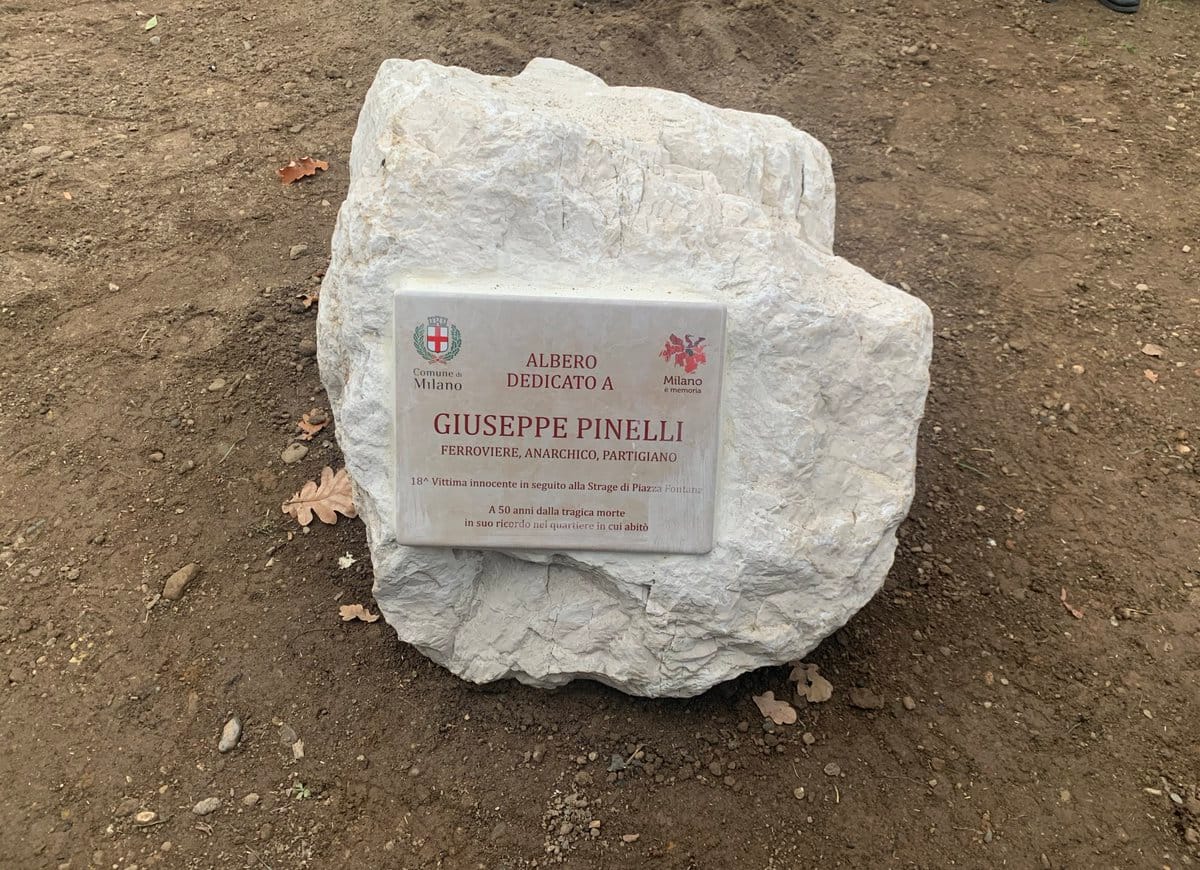 Comune di
Milano
ALBERO
DEDICATO A
Milano
è memoria
GIUSEPPE PINELLI
FERROVIERE, ANARCHICO, PARTIGIANO
18^ Vittima innocente in seguito alla Strage di Piazza Fontana
A 50 anni dalla tragica morte
in suo ricordo nel quartiere in cui abitò